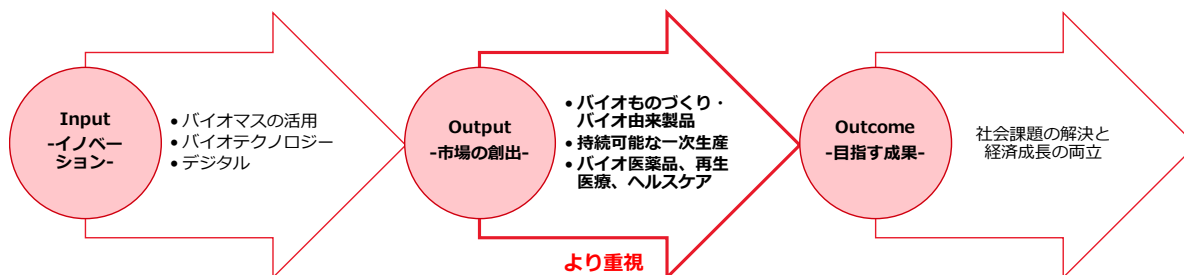 Input
-イノベー
ション-
• バイオマスの活用
• バイオテクノロジー
• デジタル
Output
-市場の創出-
• バイオものづくり・
バイオ由来製品
• 持続可能な一次生産
• バイオ医薬品、再生
医療、ヘルスケア
より重視
Outcome
-目指す成果-
社会課題の解決と
経済成長の両立